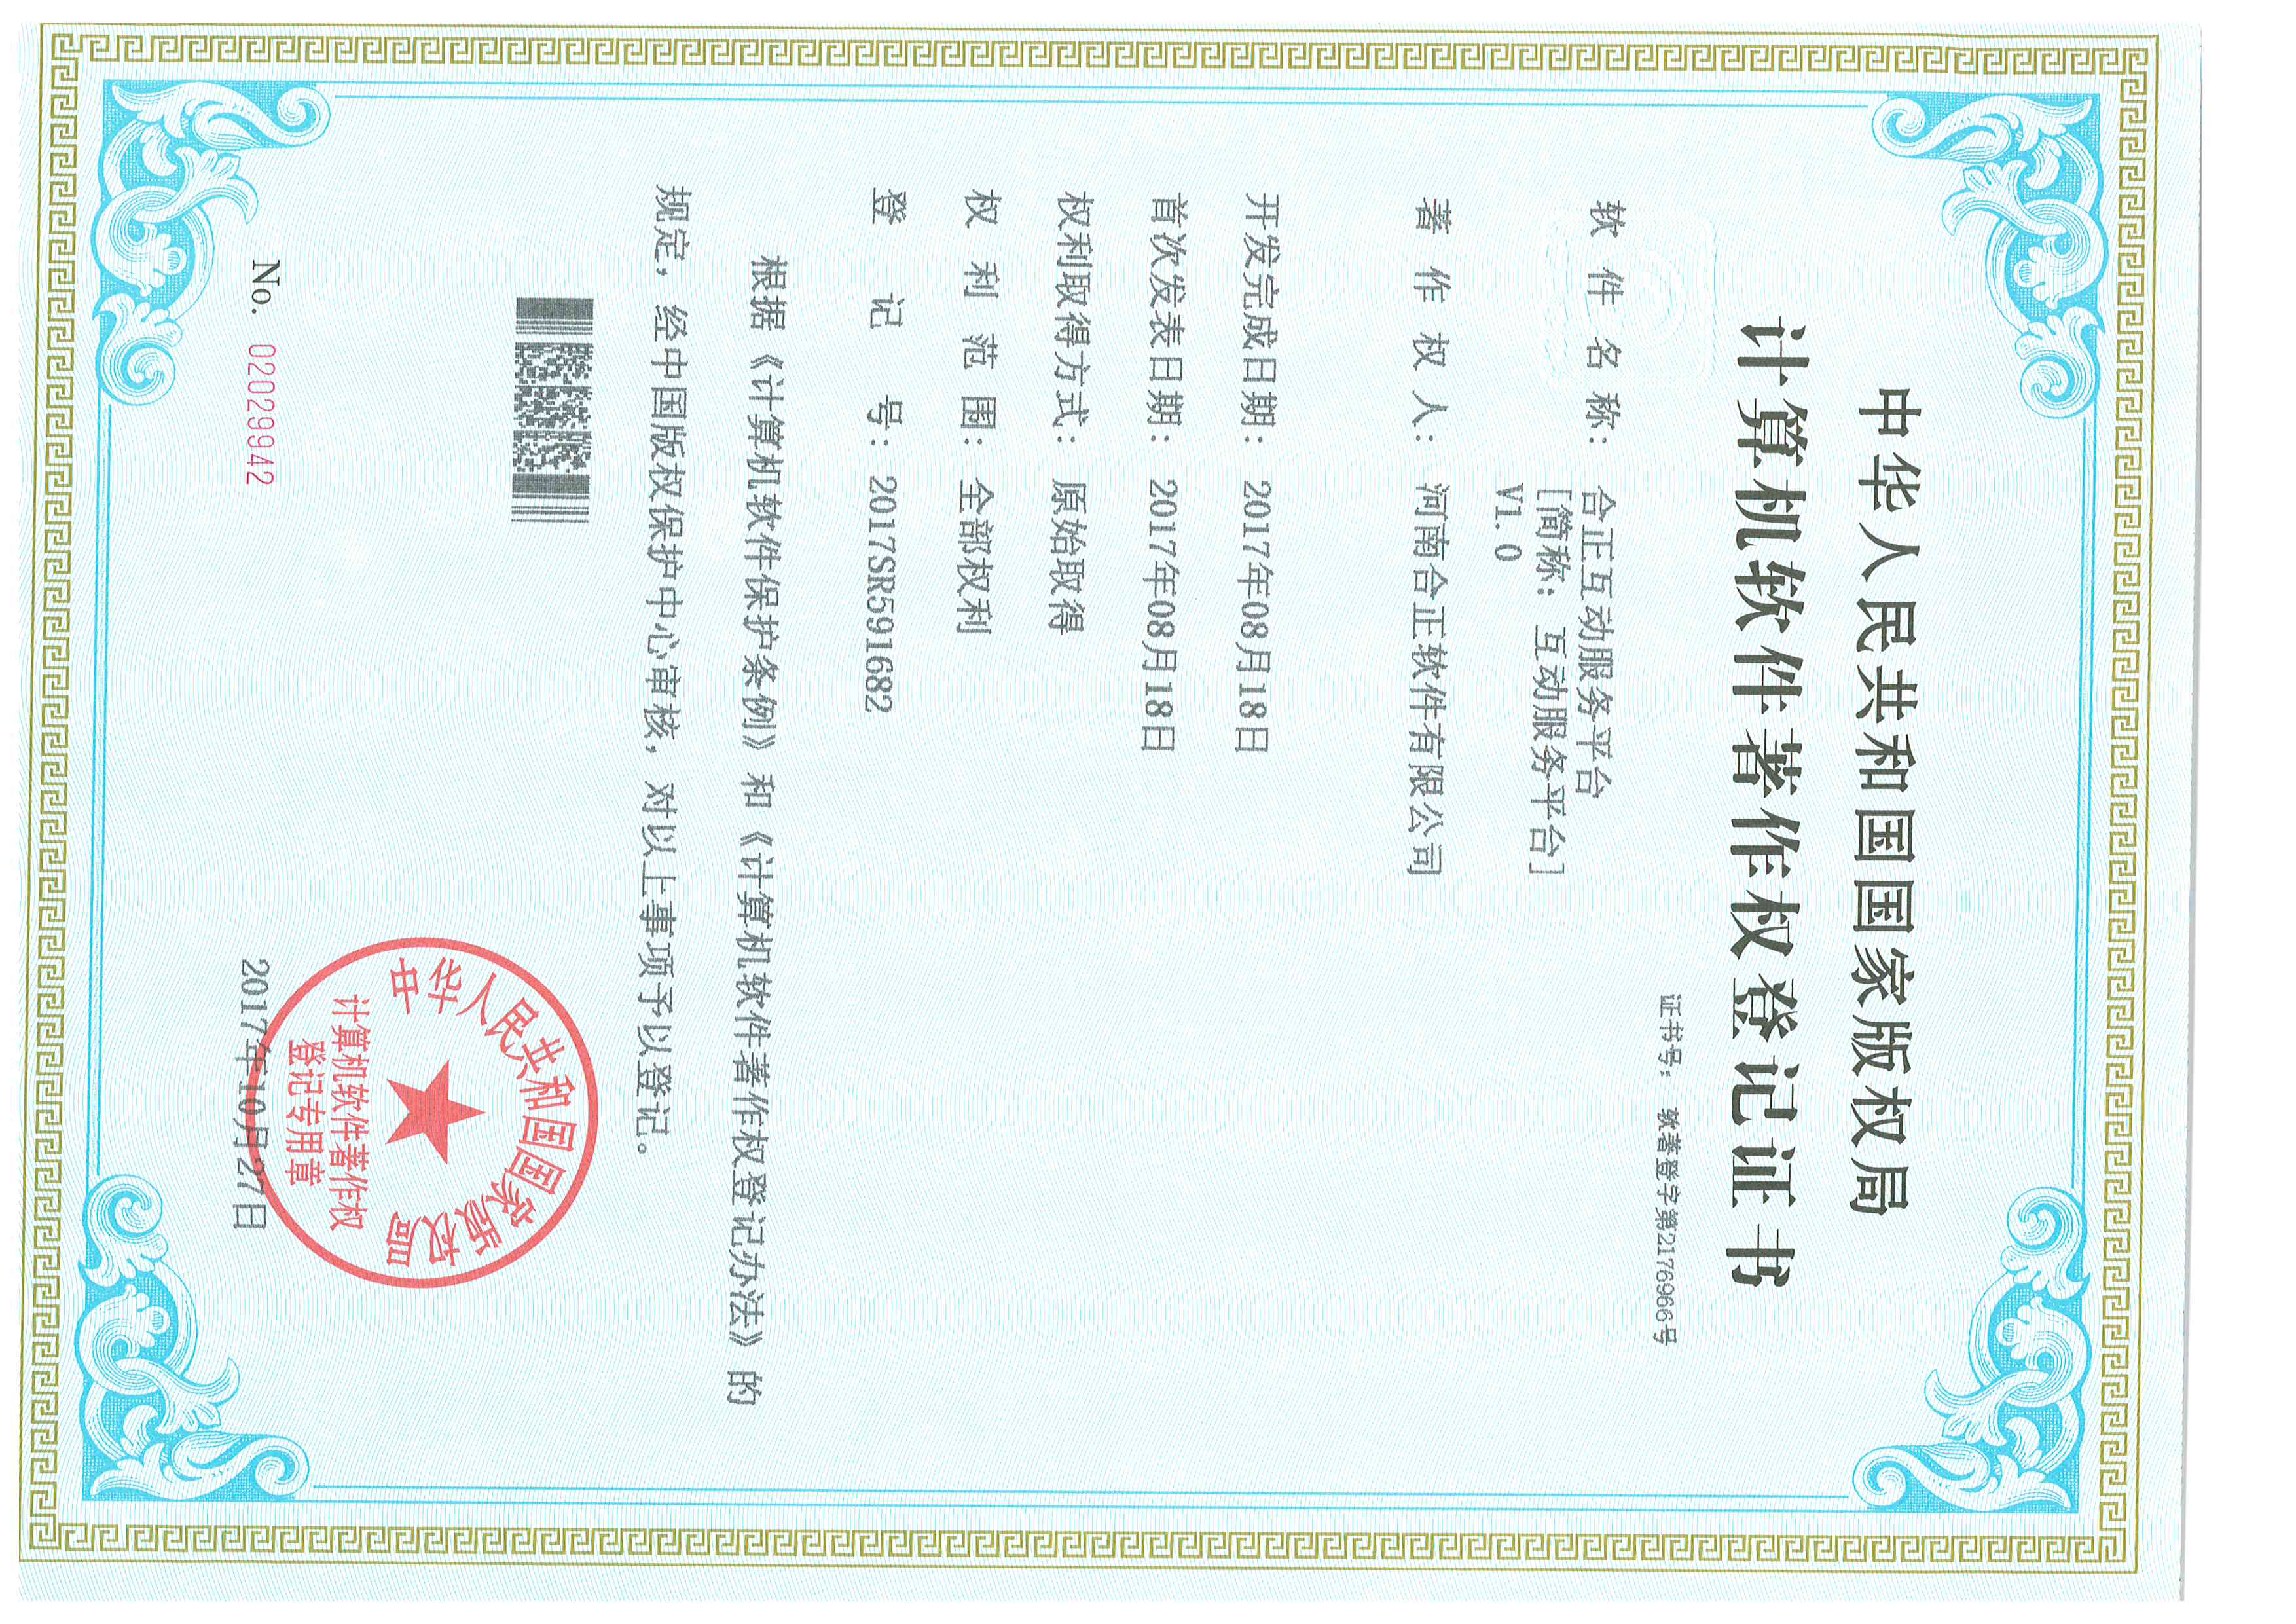 中华人民共和国国家版权局
计算机软件著作权登记证书
证书号： 软著登字第2176966号
软件名称： 合正互动服务平台
[简称：互动服务平台]
V1.0
著作权人： 河南合正软件有限公司
开发完成日期： 2017年08月18日
首次发表日期： 2017年08月18日
权利取得方式： 原始取得
权利范围： 全部权利
登记号： 2017SR591682
根据《计算机软件保护条例》和《计算机软件著作权登记办法》的
规定，经中国版权保护中心审核，对以上事项予以登记。
中华人民共和国国家版权局
计算机软件著作权
登记专用章
No. 02029942
2017年10月27日